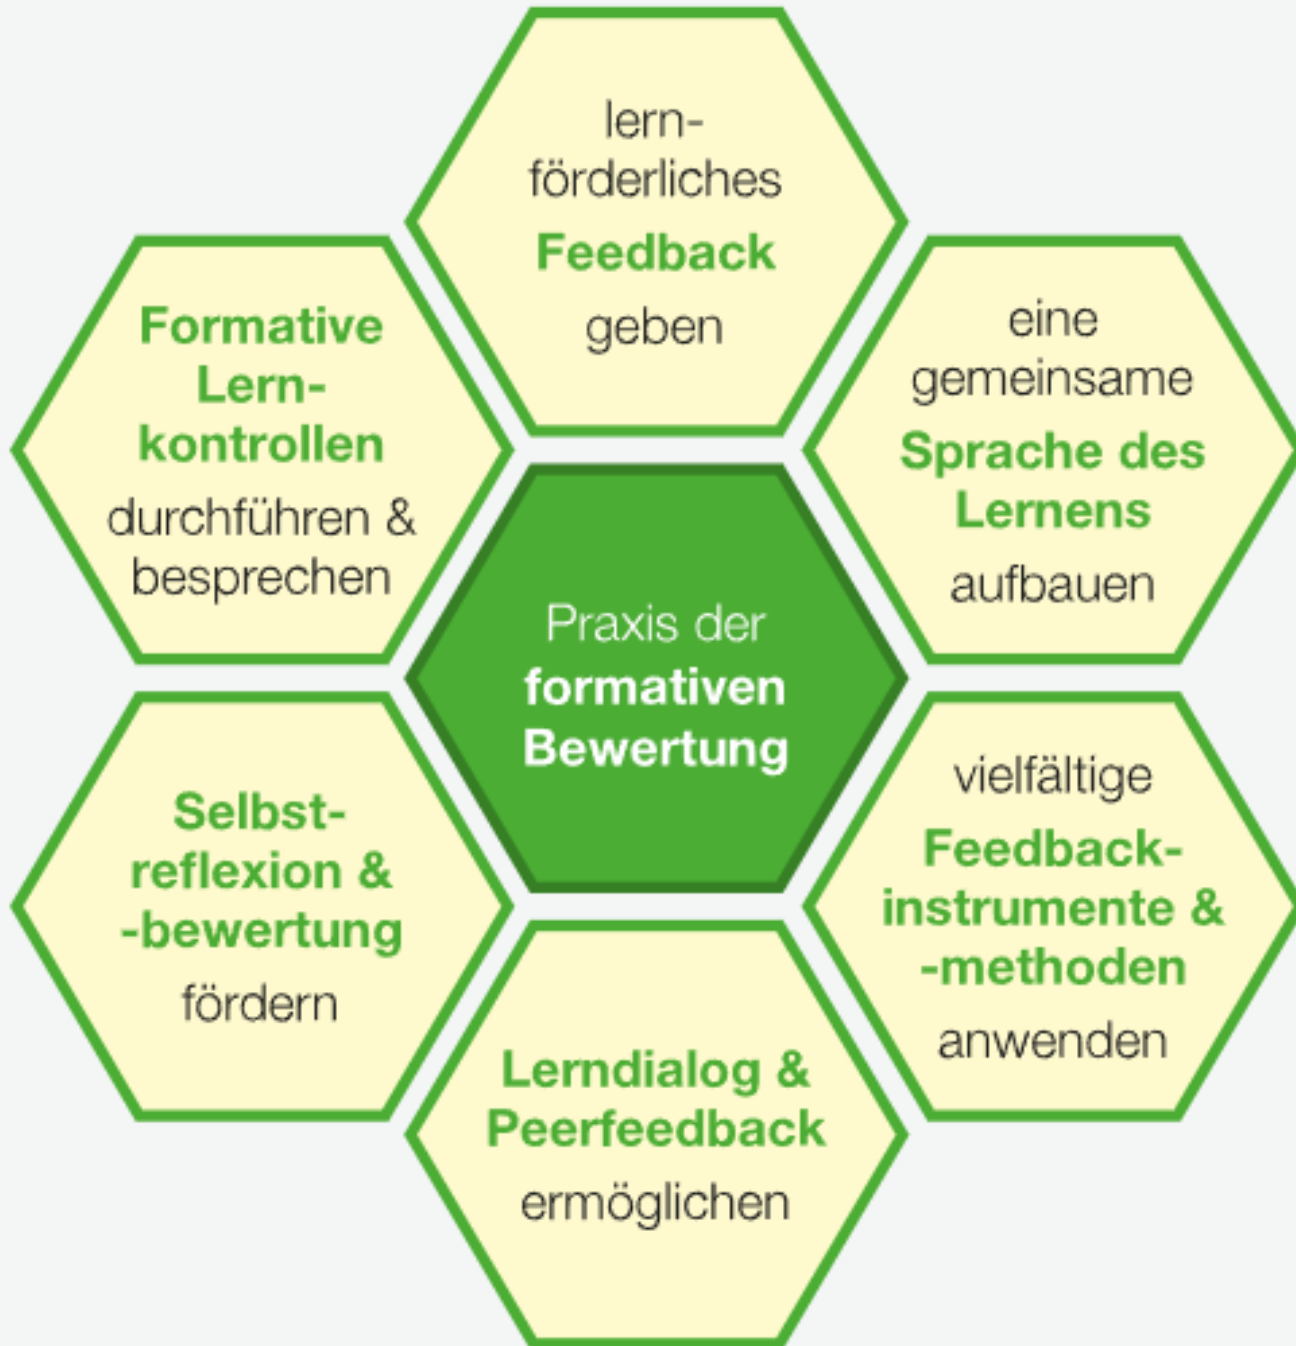 lern-
förderliches
Feedback
geben
eine
gemeinsame
Sprache des
Lernens
aufbauen
vielfältige
Feedback-
instrumente &
-methoden
anwenden
Lerndialog &
Peerfeedback
ermöglichen
Selbst-
reflexion &
-bewertung
fördern
Formative
Lern-
kontrollen
durchführen &
besprechen
Praxis der
formativen
Bewertung